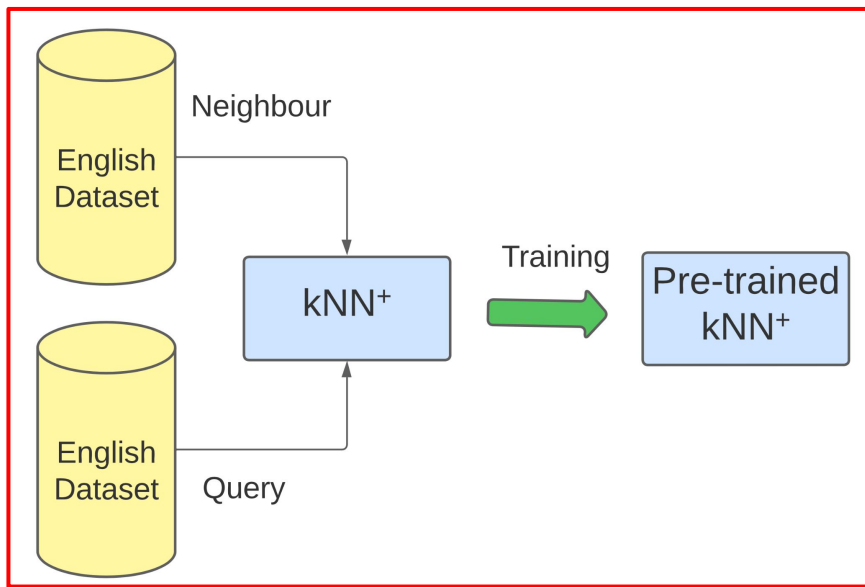 English
Dataset
Neighbour
kNN⁺
Training
Pre-trained
kNN⁺
English
Dataset
Query